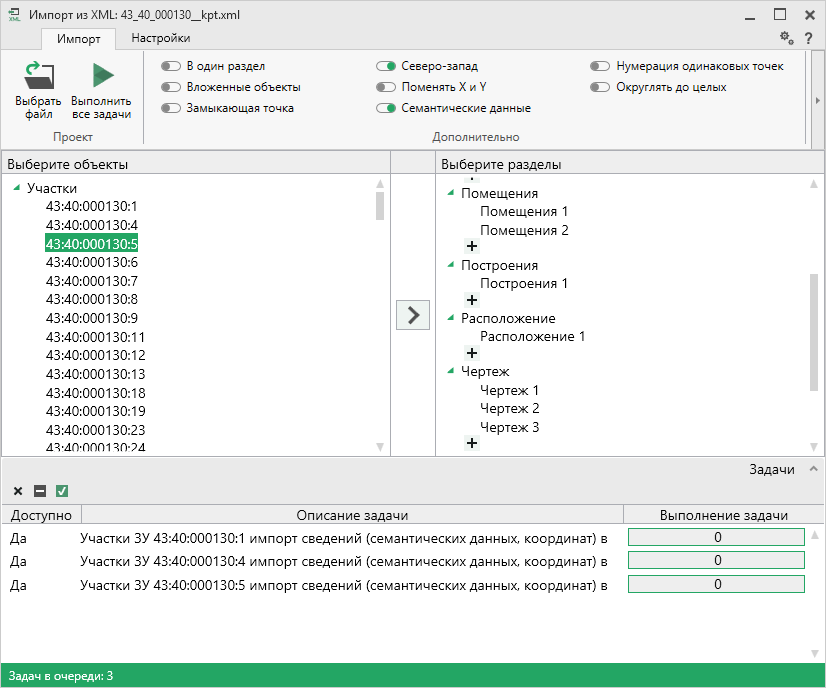 XML Импорт из XML: 43_40_000130__kpt.xml
Импорт Настройки
?
Выбрать файл
Выполнить все задачи
Проект
В один раздел
Вложенные объекты
Замыкающая точка
Северо-запад
Поменять X и Y
Семантические данные
Нумерация одинаковых точек
Округлять до целых
Дополнительно
Выберите объекты
Участки
43:40:000130:1
43:40:000130:4
43:40:000130:5
43:40:000130:6
43:40:000130:7
43:40:000130:8
43:40:000130:9
43:40:000130:11
43:40:000130:12
43:40:000130:13
43:40:000130:18
43:40:000130:19
43:40:000130:23
43:40:000130:24
Выберите разделы
Помещения
Помещения 1
Помещения 2
Построения
Построения 1
Расположение
Расположение 1
Чертеж
Чертеж 1
Чертеж 2
Чертеж 3
Задачи
Доступно Описание задачи Выполнение задачи
Да Участки ЗУ 43:40:000130:1 импорт сведений (семантических данных, координат) в 0
Да Участки ЗУ 43:40:000130:4 импорт сведений (семантических данных, координат) в 0
Да Участки ЗУ 43:40:000130:5 импорт сведений (семантических данных, координат) в 0
Задач в очереди: 3